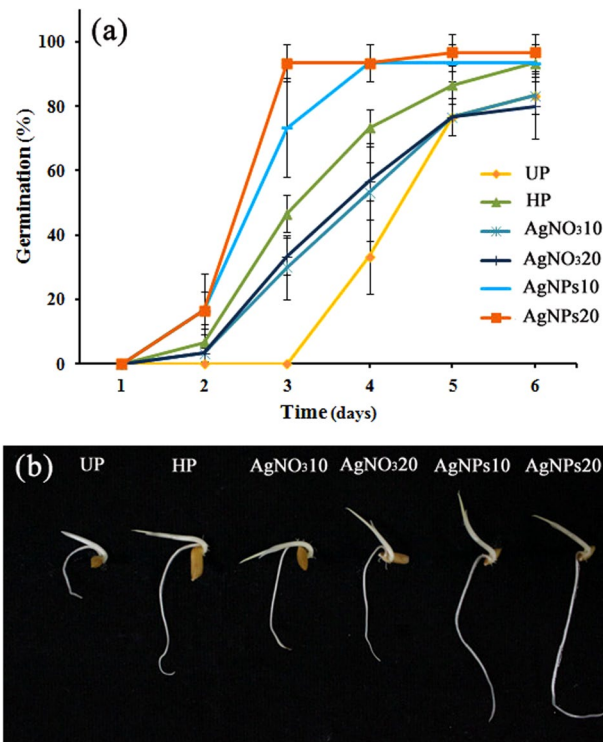 (a)
Germination (%)
100
80
60
40
20
0
UP
HP
AgNO₃10
AgNO₃20
AgNPs10
AgNPs20
1 2 3 4 5 6
Time (days)
(b)
UP HP AgNO₃10 AgNO₃20 AgNPs10 AgNPs20